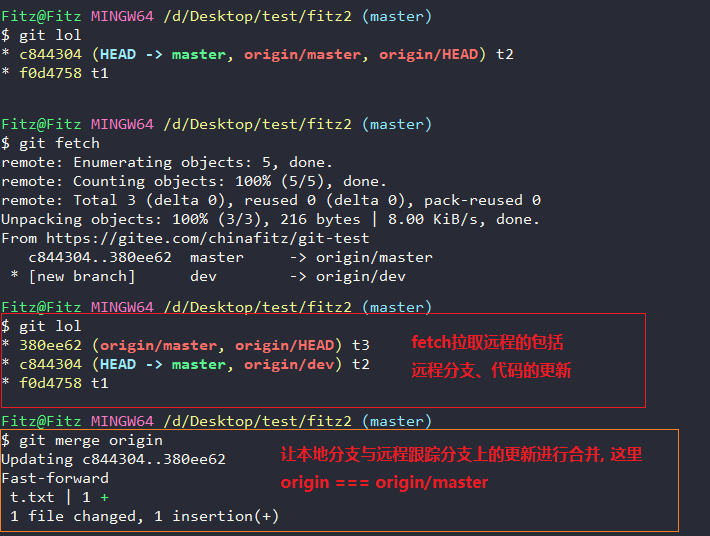 Fitz@Fitz MINGW64 /d/Desktop/test/fitz2 (master)
$ git lol
* c844304 (HEAD -> master, origin/master, origin/HEAD) t2
* f0d4758 t1
Fitz@Fitz MINGW64 /d/Desktop/test/fitz2 (master)
$ git fetch
remote: Enumerating objects: 5, done.
remote: Counting objects: 100% (5/5), done.
remote: Total 3 (delta 0), reused 0 (delta 0), pack-reused 0
Unpacking objects: 100% (3/3), 216 bytes | 8.00 KiB/s, done.
From https://gitee.com/chinafitz/git-test
   c844304..380ee62  master     -> origin/master
 * [new branch]      dev        -> origin/dev
Fitz@Fitz MINGW64 /d/Desktop/test/fitz2 (master)
$ git lol
* 380ee62 (origin/master, origin/HEAD) t3
* c844304 (HEAD -> master, origin/dev) t2
* f0d4758 t1
fetch拉取远程的包括
远程分支、代码的更新
Fitz@Fitz MINGW64 /d/Desktop/test/fitz2 (master)
$ git merge origin
Updating c844304..380ee62
Fast-forward
 t.txt | 1 +
 1 file changed, 1 insertion(+)
让本地分支与远程跟踪分支上的更新进行合并, 这里
origin === origin/master